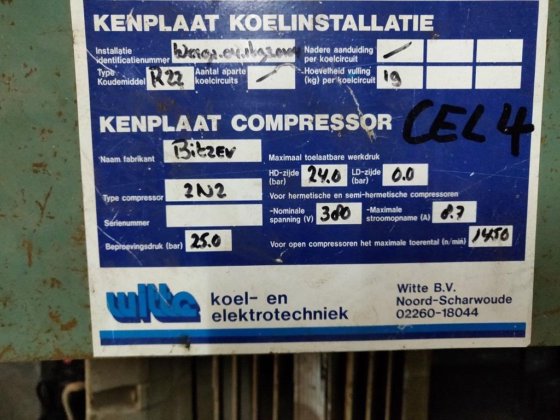 KENPLAAT KOELINSTALLATIE
Installatie identificatienummer
Nadere aanduiding per koelcircuit
Type Koudemiddel R22 Aantal aparte koelcircuits
Hoeveelheid vulling (kg) per koelcircuit 19
KENPLAAT COMPRESSOR CEL 4
Naam fabrikant Bitzer
Maximaal toelaatbare werkdruk
HD-zijde (bar) 24.0 LD-zijde (bar) 0.0
Type compressor 2N2
Voor hermetische en semi-hermetische compressoren
Serienummer
-Nominale spanning (V) 380 -Maximale stroomopname (A) 8.7
Beproevingsdruk (bar) 25.0
Voor open compressoren het maximale toerental (n/min) 1450
witte koel- en elektrotechniek
Witte B.V.
Noord-Scharwoude
02260-18044